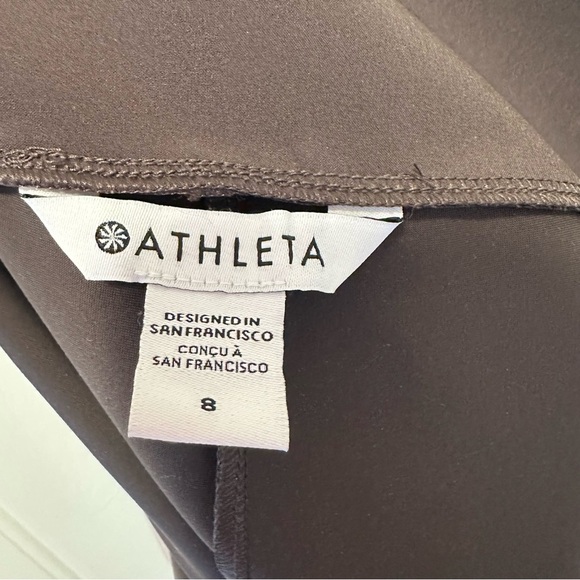 ATHLETA
DESIGNED IN
SAN FRANCISCO
CONÇU À
SAN FRANCISCO
8